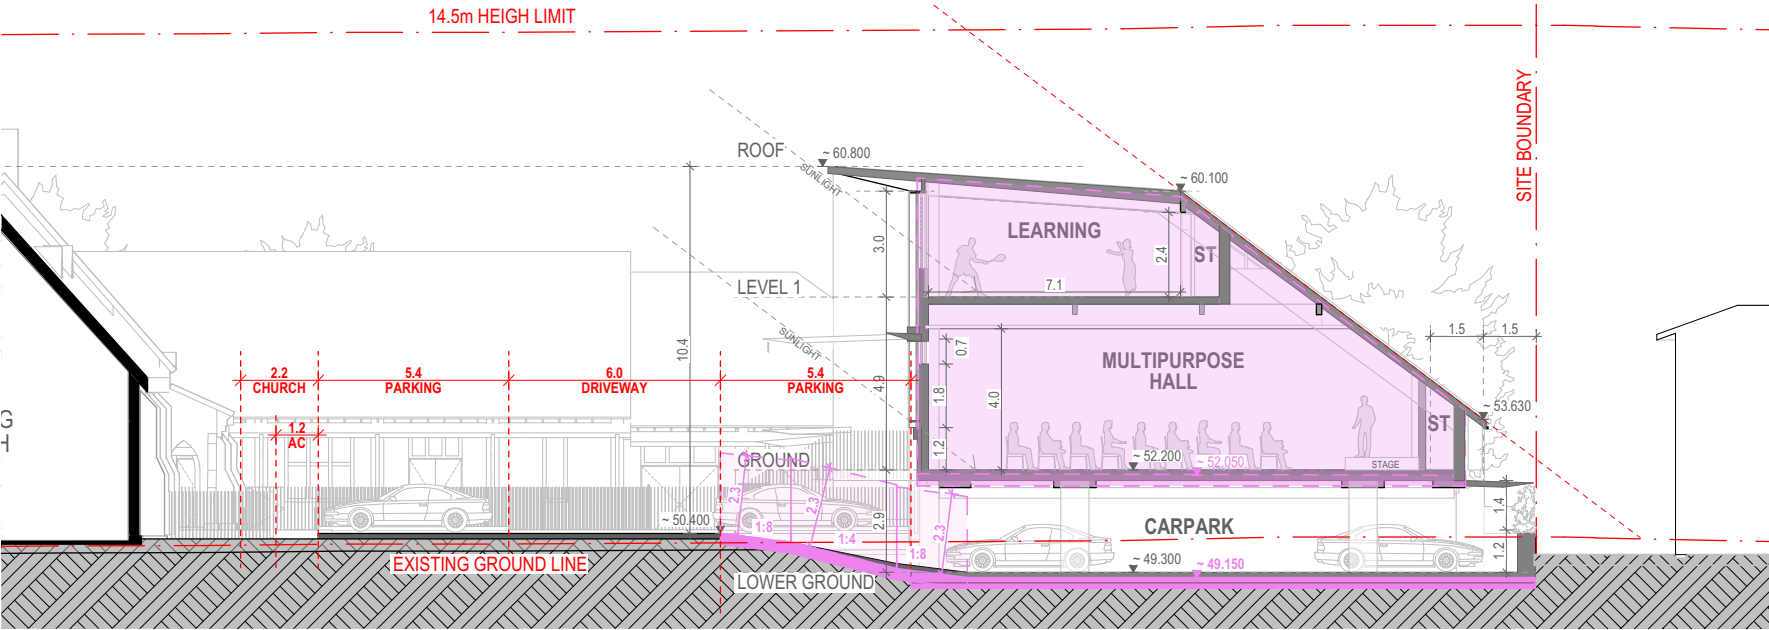 14.5m HEIGH LIMIT
SITE BOUNDARY
ROOF
~ 60.800
SUNLIGHT
~ 60.100
LEARNING
ST
3.0
2.4
7.1
LEVEL 1
10.4
SUNLIGHT
0.7
1.5
1.5
MULTIPURPOSE
HALL
2.2
CHURCH
5.4
PARKING
6.0
DRIVEWAY
5.4
PARKING
4.9
1.8
4.0
~ 53.630
G
H
1.2
AC
ST
1.2
GROUND
~ 52.200
~ 52.050
STAGE
2.3
2.3
2.3
1.4
~ 50.400
1:8
1:4
2.9
1:8
CARPARK
1.2
EXISTING GROUND LINE
~ 49.300
~ 49.150
LOWER GROUND